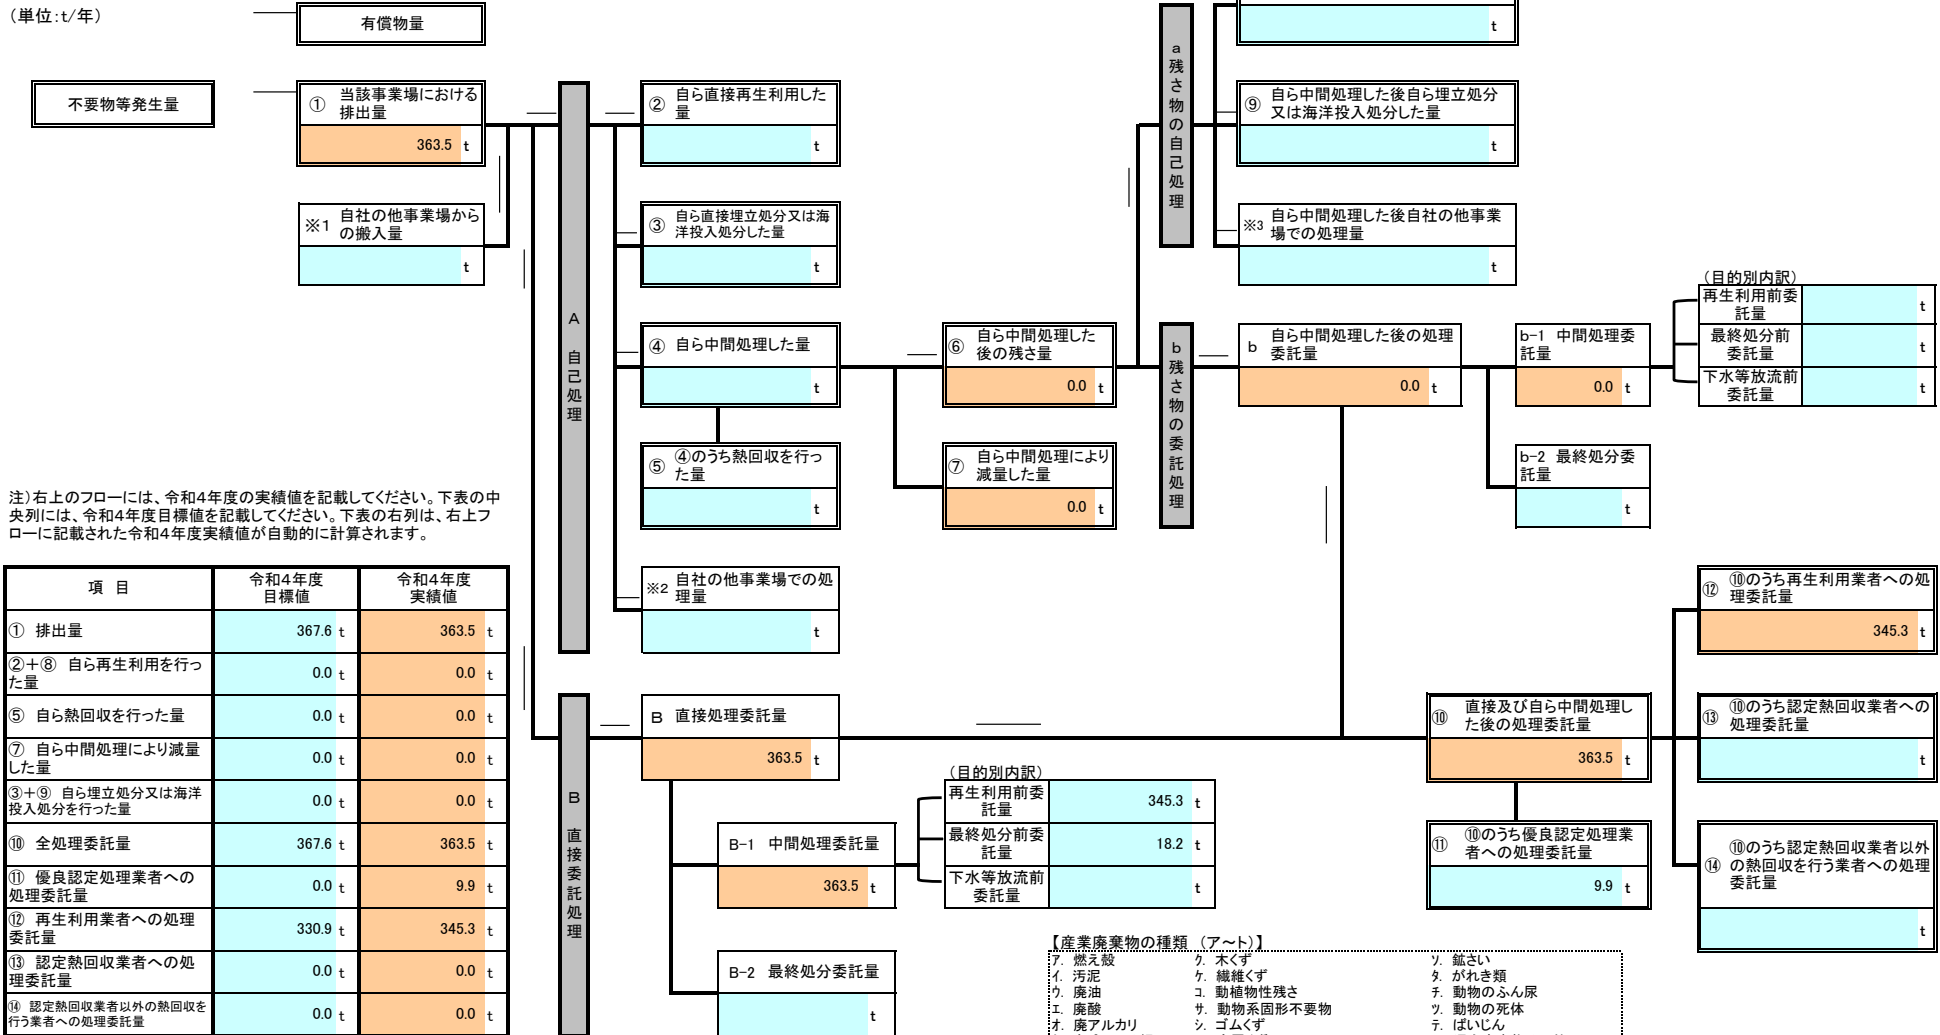 (単位:t/年)
有償物量
t
不要物等発生量
① 当該事業場における
排出量
363.5 t
※1 自社の他事業場から
の搬入量
t
A 自己処理
② 自ら直接再生利用した
量
t
③ 自ら直接埋立処分又は海
洋投入処分した量
t
④ 自ら中間処理した量
t
⑤ ④のうち熱回収を行っ
た量
t
※2 自社の他事業場での処
理量
t
⑥ 自ら中間処理した
後の残さ量
0.0 t
⑦ 自ら中間処理により
減量した量
0.0 t
a 残さ物の自己処理
⑨ 自ら中間処理した後自ら埋立処分
又は海洋投入処分した量
t
※3 自ら中間処理した後自社の他事業
場での処理量
t
b 残さ物の委託処理
b 自ら中間処理した後の処理
委託量
0.0 t
b-1 中間処理委
託量
0.0 t
b-2 最終処分委
託量
t
(目的別内訳)
再生利用前委
託量
t
最終処分前
委託量
t
下水等放流前
委託量
t
注)右上のフローには、令和4年度の実績値を記載してください。下表の中
央列には、令和4年度目標値を記載してください。下表の右列は、右上フ
ローに記載された令和4年度実績値が自動的に計算されます。
項 目 令和4年度
目標値 令和4年度
実績値
① 排出量 367.6 t 363.5 t
②+⑧ 自ら再生利用を行っ
た量 0.0 t 0.0 t
⑤ 自ら熱回収を行った量 0.0 t 0.0 t
⑦ 自ら中間処理により減量
した量 0.0 t 0.0 t
③+⑨ 自ら埋立処分又は海洋
投入処分を行った量 0.0 t 0.0 t
⑩ 全処理委託量 367.6 t 363.5 t
⑪ 優良認定処理業者への
処理委託量 0.0 t 9.9 t
⑫ 再生利用業者への処理
委託量 330.9 t 345.3 t
⑬ 認定熱回収業者への処
理委託量 0.0 t 0.0 t
⑭ 認定熱回収業者以外の熱回収を
行う業者への処理委託量 0.0 t 0.0 t
B 直接委託処理
B 直接処理委託量
363.5 t
B-1 中間処理委託量
363.5 t
B-2 最終処分委託量
t
(目的別内訳)
再生利用前委
託量
345.3 t
最終処分前委
託量
18.2 t
下水等放流前
委託量
t
⑩ 直接及び自ら中間処理し
た後の処理委託量
363.5 t
⑪ ⑩のうち優良認定処理業
者への処理委託量
9.9 t
⑫ ⑩のうち再生利用業者への処
理委託量
345.3 t
⑬ ⑩のうち認定熱回収業者への
処理委託量
t
⑭ ⑩のうち認定熱回収業者以外
の熱回収を行う業者への処理
委託量
t
【産業廃棄物の種類 (ア~ト)】
ア. 燃え殻 ク. 木くず ソ. 鉱さい
イ. 汚泥 ケ. 繊維くず タ. がれき類
ウ. 廃油 コ. 動植物性残さ チ. 動物のふん尿
エ. 廃酸 サ. 動物系固形不要物 ツ. 動物の死体
オ. 廃アルカリ シ. ゴムくず テ. ばいじん